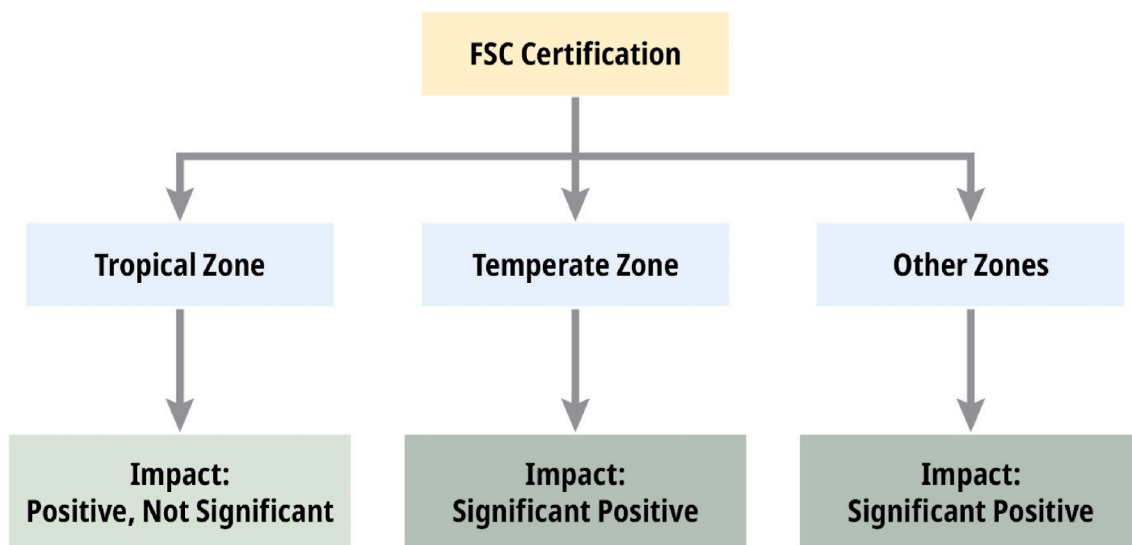 FSC Certification
Tropical Zone
Temperate Zone
Other Zones
Impact:
Positive, Not Significant
Impact:
Significant Positive
Impact:
Significant Positive